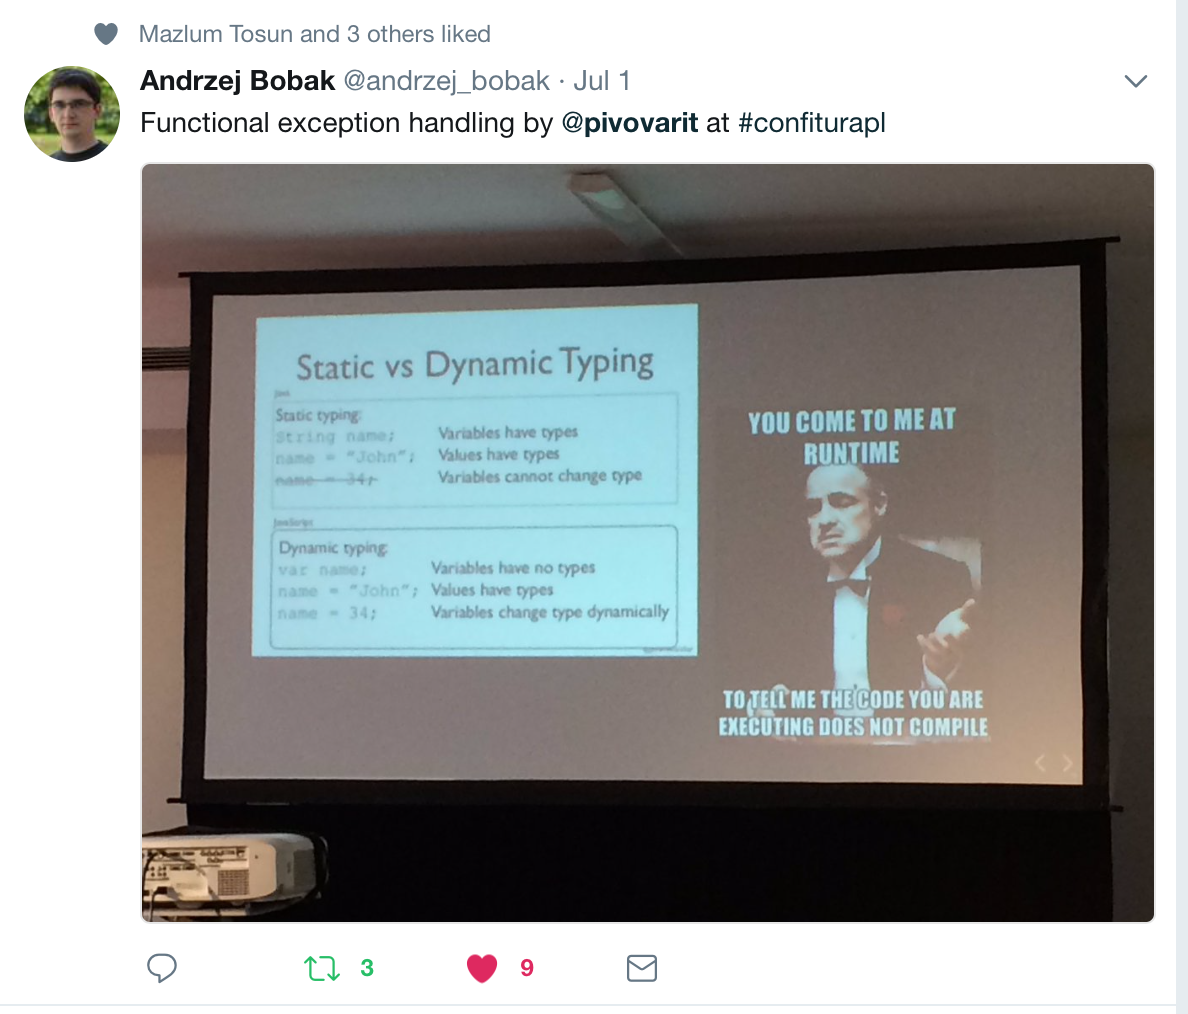 Mazlum Tosun and 3 others liked
Andrzej Bobak @andrzej_bobak · Jul 1
Functional exception handling by @pivovarit at #confiturapl
Static vs Dynamic Typing
Java
Static typing:
String name; Variables have types
name = "John"; Values have types
name = 34; Variables cannot change type
JavaScript
Dynamic typing:
var name; Variables have no types
name = "John"; Values have types
name = 34; Variables change type dynamically
YOU COME TO ME AT
RUNTIME
TO TELL ME THE CODE YOU ARE
EXECUTING DOES NOT COMPILE
3
9